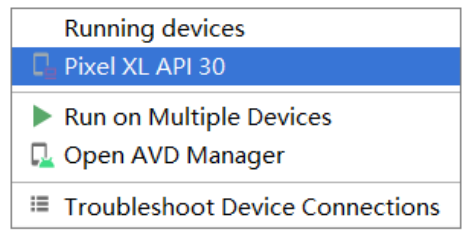 Running devices
Pixel XL API 30
Run on Multiple Devices
Open AVD Manager
Troubleshoot Device Connections